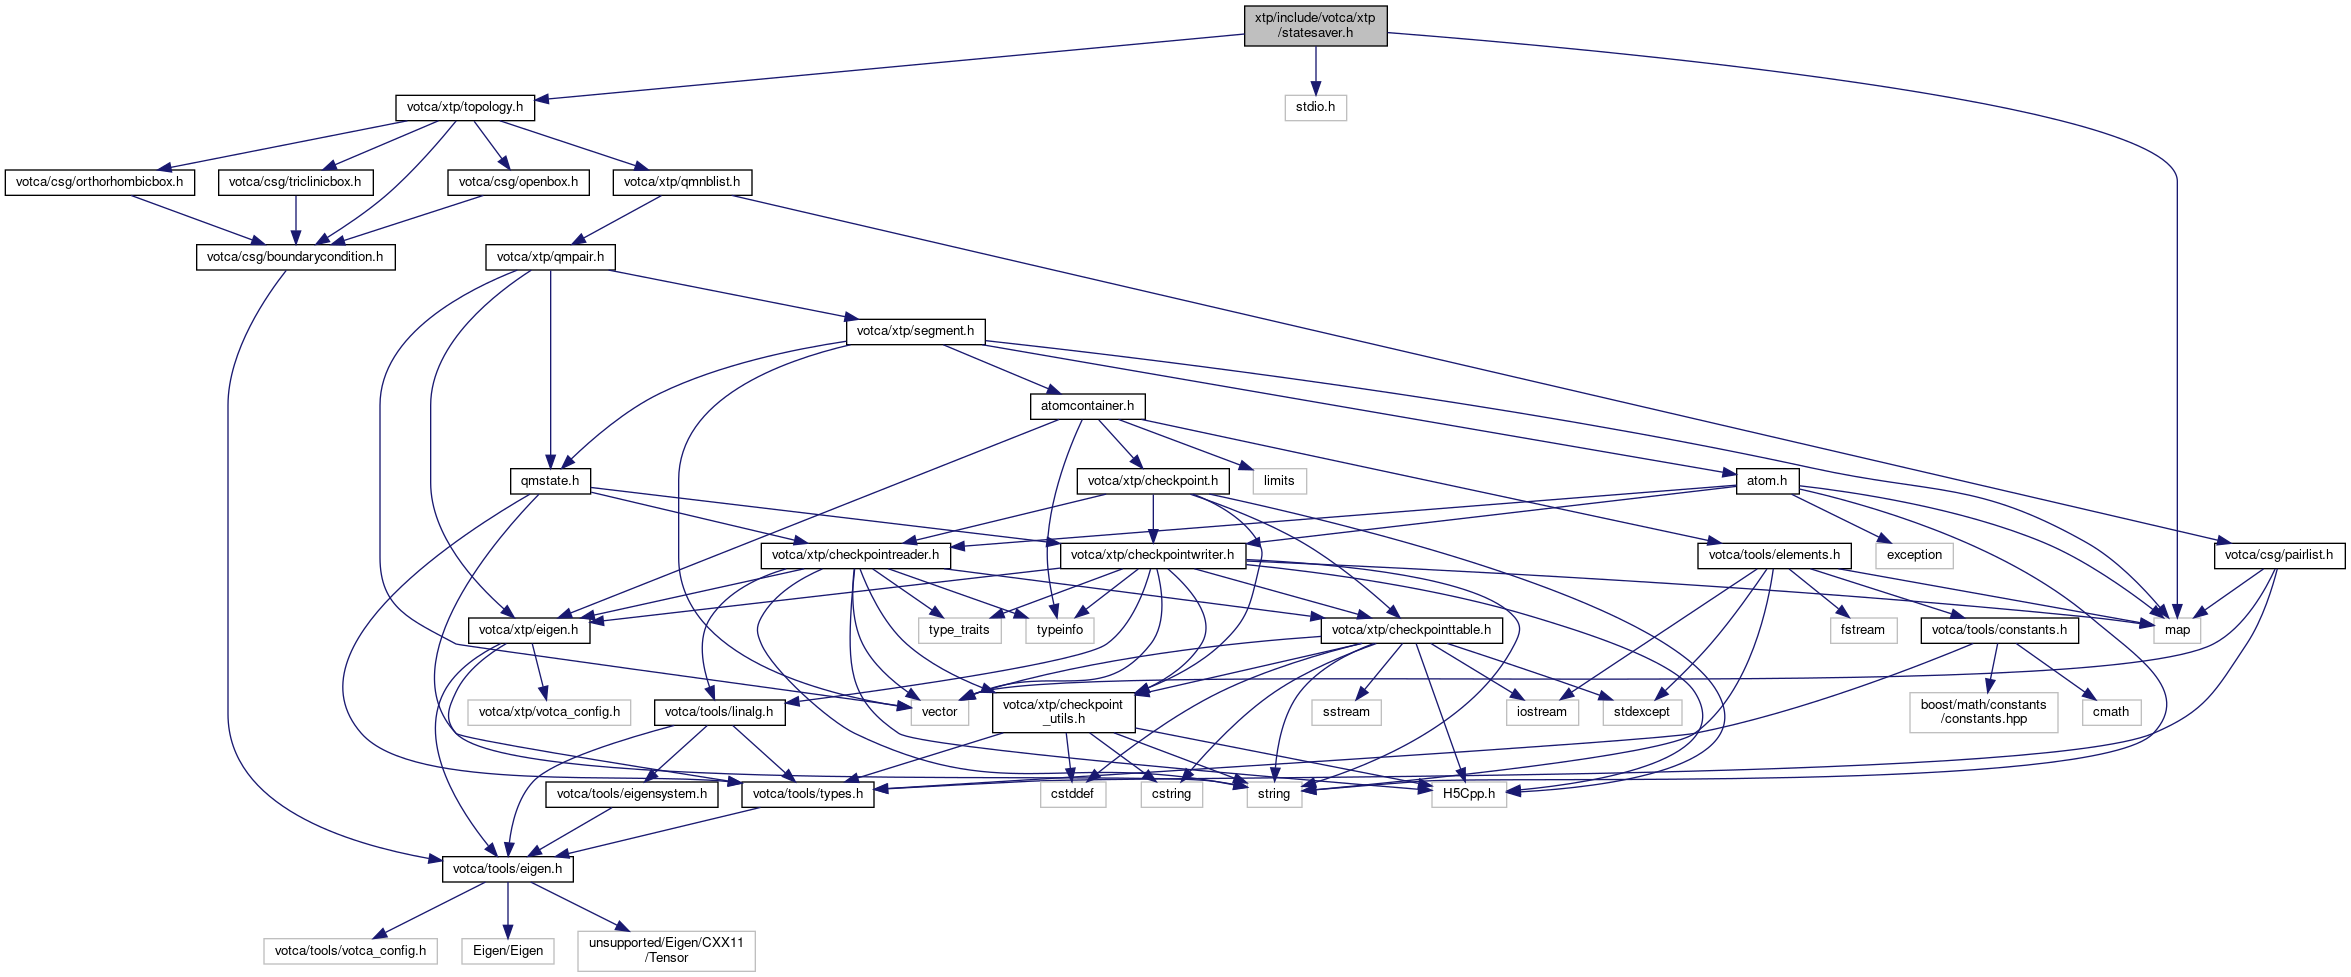 xtp/include/votca/xtp
/statesaver.h
votca/xtp/topology.h
stdio.h
votca/csg/orthorhombicbox.h
votca/csg/triclinicbox.h
votca/csg/openbox.h
votca/xtp/qmnblist.h
votca/csg/boundarycondition.h
votca/xtp/qmpair.h
votca/xtp/segment.h
atomcontainer.h
qmstate.h
votca/xtp/checkpoint.h
limits
atom.h
votca/xtp/checkpointreader.h
votca/xtp/checkpointwriter.h
votca/tools/elements.h
exception
votca/csg/pairlist.h
votca/xtp/eigen.h
type_traits
typeinfo
votca/xtp/checkpointtable.h
fstream
votca/tools/constants.h
map
votca/xtp/votca_config.h
votca/tools/linalg.h
vector
votca/xtp/checkpoint
_utils.h
sstream
iostream
stdexcept
boost/math/constants
/constants.hpp
cmath
votca/tools/eigensystem.h
votca/tools/types.h
cstddef
cstring
string
H5Cpp.h
votca/tools/eigen.h
votca/tools/votca_config.h
Eigen/Eigen
unsupported/Eigen/CXX11
/Tensor